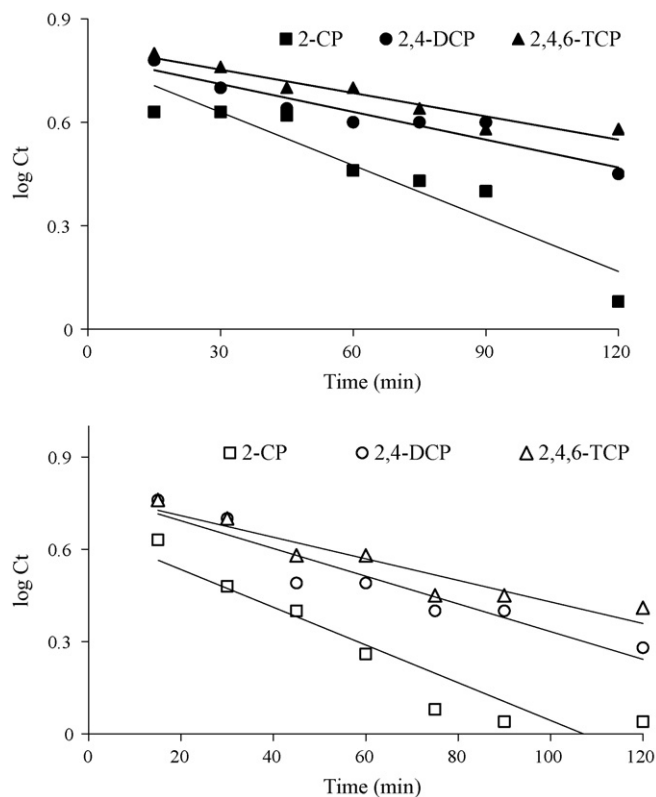 0.9
2-CP 2,4-DCP 2,4,6-TCP
0.6
log Ct
0.3
0
0 30 60 90 120
Time (min)
0.9
2-CP 2,4-DCP 2,4,6-TCP
0.6
log Ct
0.3
0
0 20 40 60 80 100 120
Time (min)